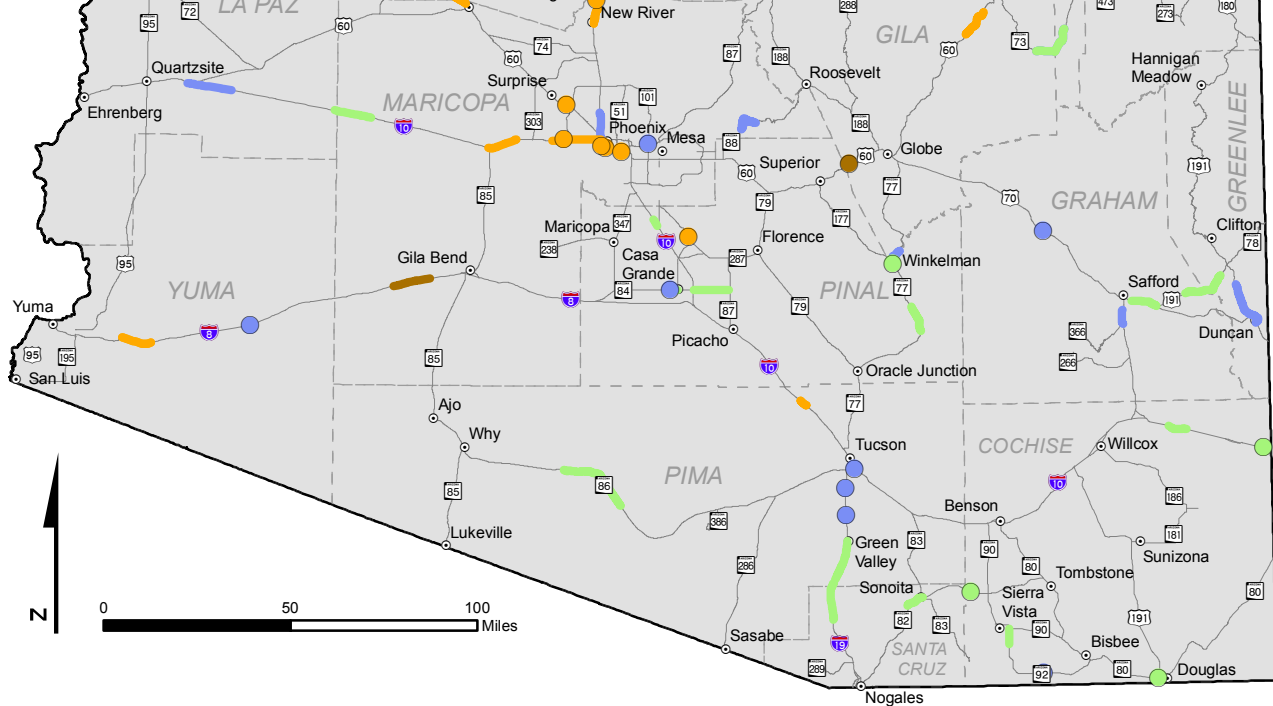 LA PAZ
72
95
60
New River
288
473
273
180
GILA
60
73
74
60
87
188
Hannigan
Meadow
Quartzsite
Surprise
Roosevelt
Ehrenberg
MARICOPA
101
51
303
10
Phoenix
Mesa
88
188
GREENLEE
Superior
60
Globe
191
60
85
79
77
70
GRAHAM
177
Maricopa
347
238
10
Florence
Clifton
78
Casa
Grande
287
Gila Bend
95
Winkelman
YUMA
84
8
PINAL
77
Safford
191
Yuma
87
79
8
Picacho
366
Duncan
95
195
85
266
San Luis
10
Oracle Junction
Ajo
77
Why
Tucson
COCHISE
Willcox
PIMA
86
10
85
186
386
Benson
Lukeville
83
90
181
Green
Valley
Sunizona
286
80
Tombstone
Sonoita
Sierra
Vista
80
N
0
50
100
Miles
82
83
90
191
Sasabe
19
SANTA
CRUZ
Bisbee
289
92
80
Douglas
Nogales